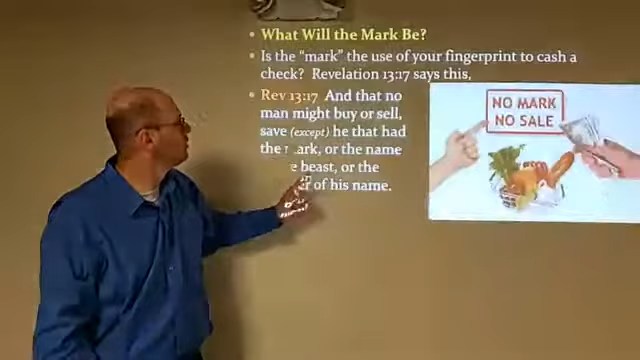 What Will the Mark Be?
Is the “mark” the use of your fingerprint to cash a
check? Revelation 13:17 says this,
Rev 13:17 And that no
man might buy or sell,
save (except) he that had
the ark, or the name
e beast, or the
of his name.
NO MARK
NO SALE